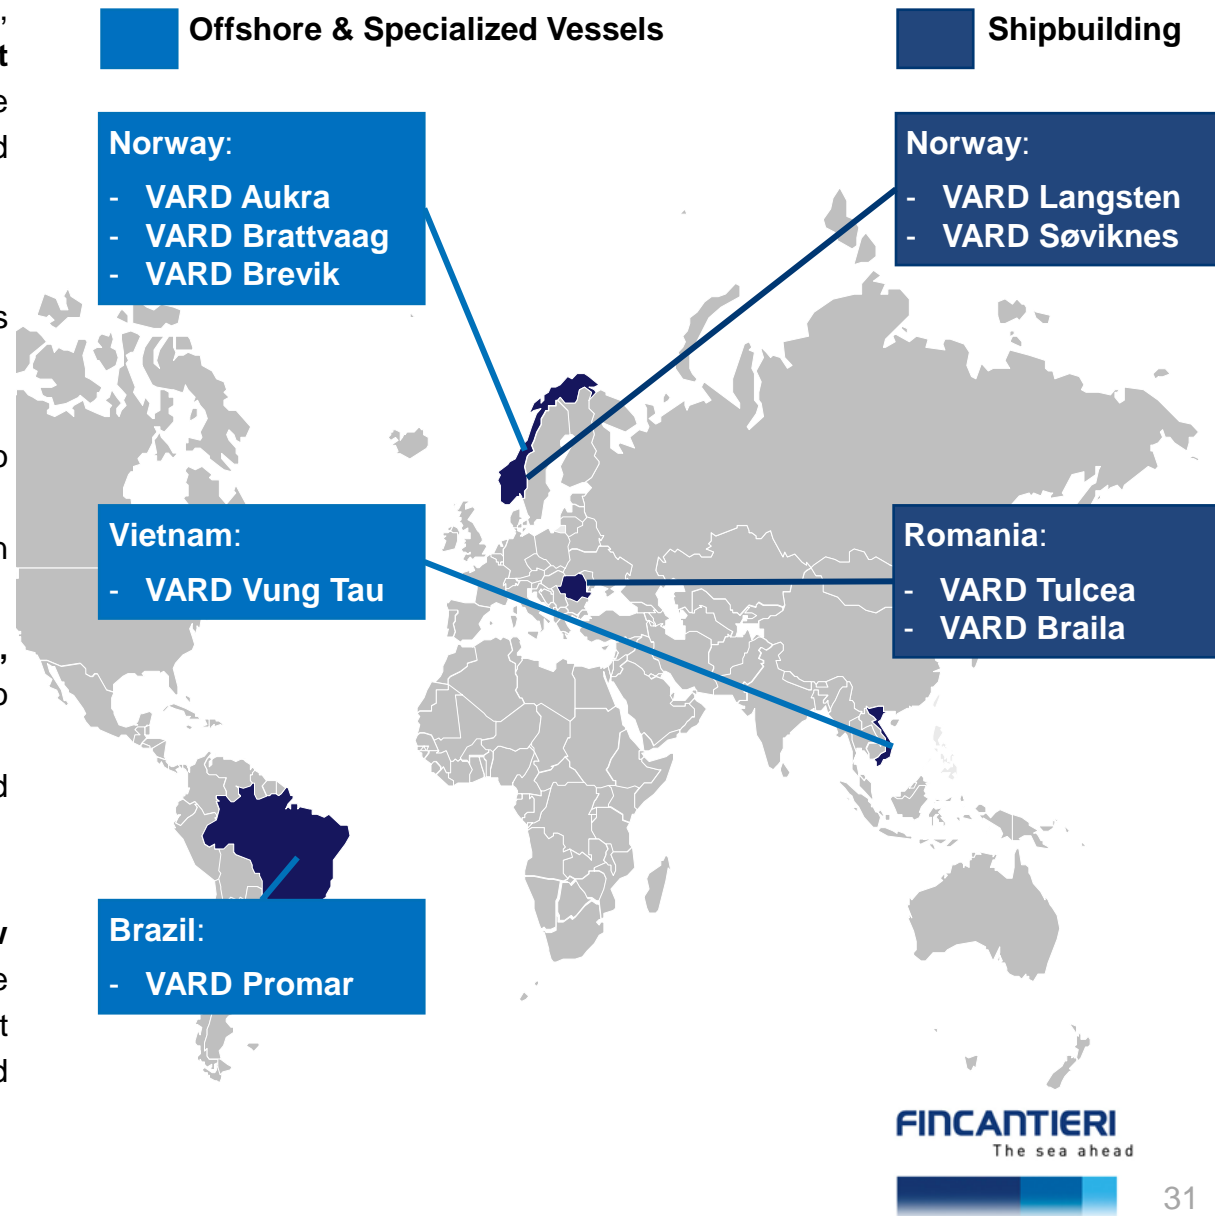 Offshore & Specialized Vessels
Shipbuilding
Norway:
- VARD Aukra
- VARD Brattvaag
- VARD Brevik
Norway:
- VARD Langsten
- VARD Søviknes
Vietnam:
- VARD Vung Tau
Romania:
- VARD Tulcea
- VARD Braila
Brazil:
- VARD Promar
FINCANTIERI
The sea ahead
31